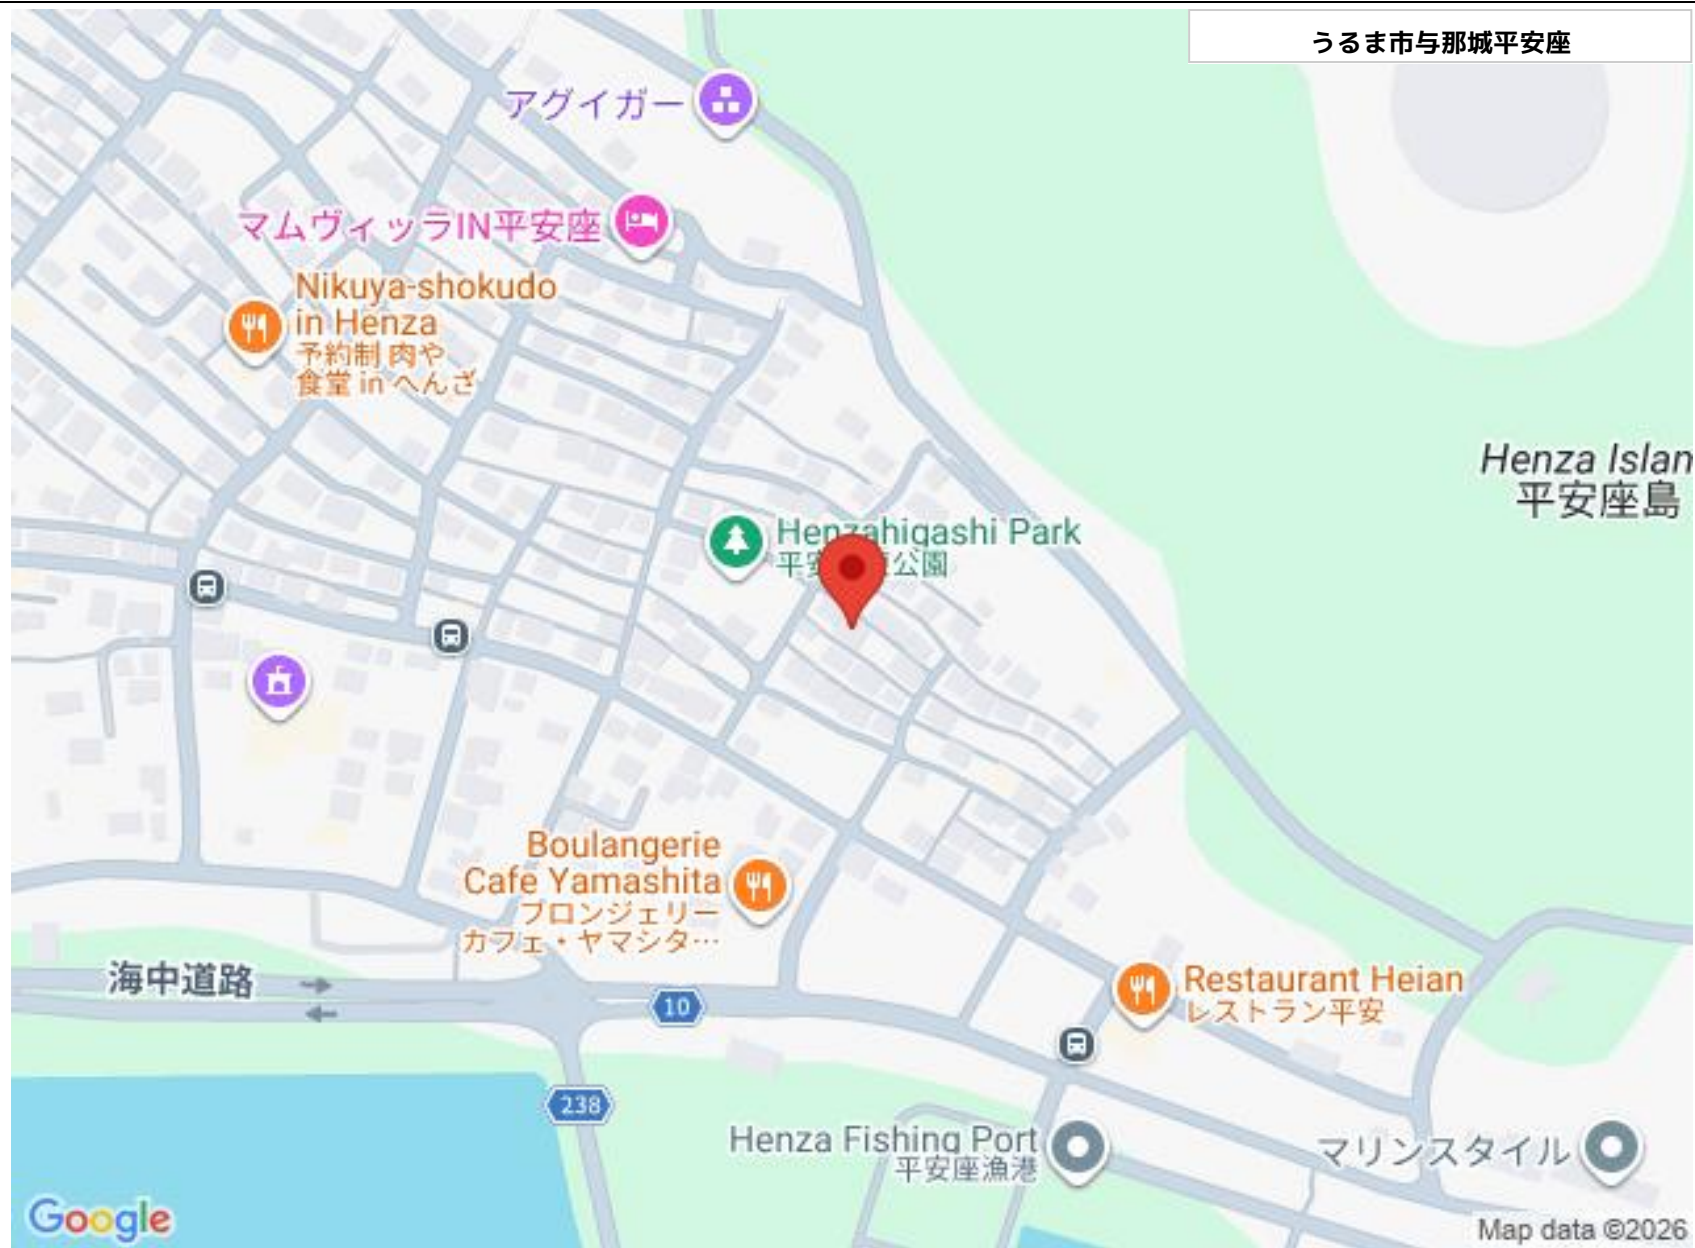 うるま市与那城平安座
アグイガー
マムヴィッラIN平安座
Nikuya-shokudo
in Henza
予約制 肉や
食堂 in へんざ
Henza Islan
平安座島
Henzahigashi Park
平安 公園
Boulangerie
Cafe Yamashita
ブロンジェリー
カフェ・ヤマシタ…
海中道路
10
Restaurant Heian
レストラン平安
238
Henza Fishing Port
平安座漁港
マリンスタイル
Google
Map data ©2026